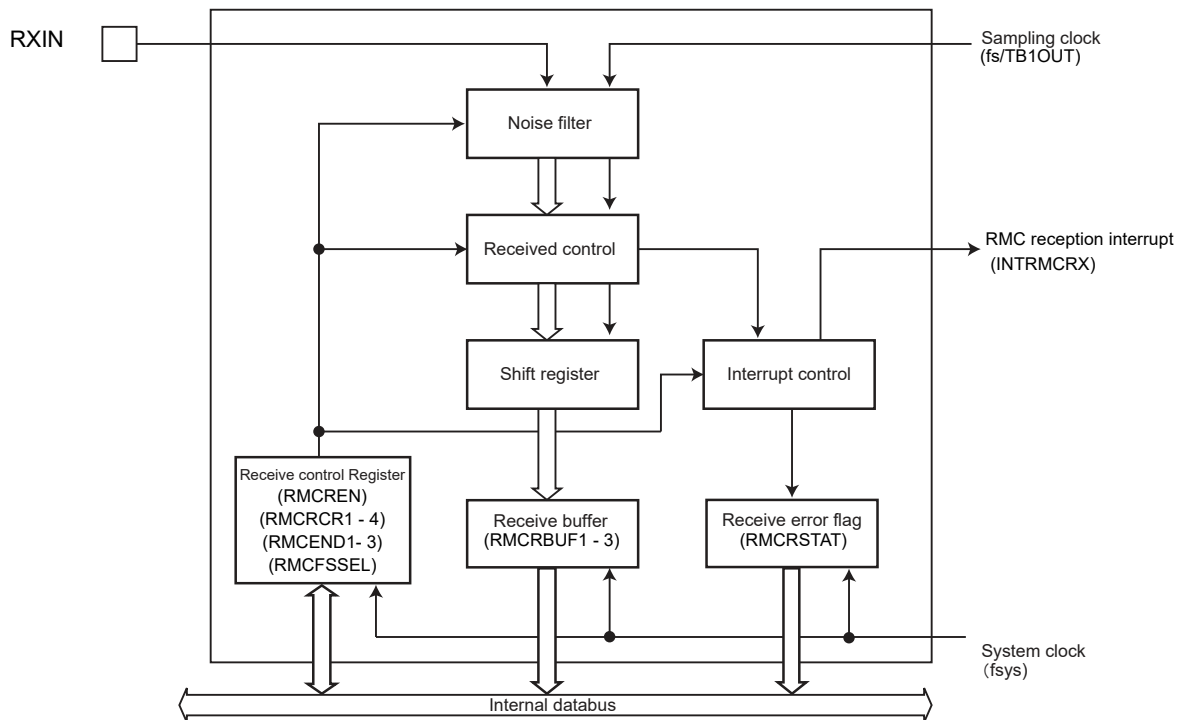 RXIN
Sampling clock
(fs/TB1OUT)
Noise filter
Received control
RMC reception interrupt
(INTRMCRX)
Shift register
Interrupt control
Receive control Register
(RMCREN)
(RMCRCR1 - 4)
(RMCEND1- 3)
(RMCFSSEL)
Receive buffer
(RMCRBUF1 - 3)
Receive error flag
(RMCRSTAT)
System clock
(fsys)
Internal databus